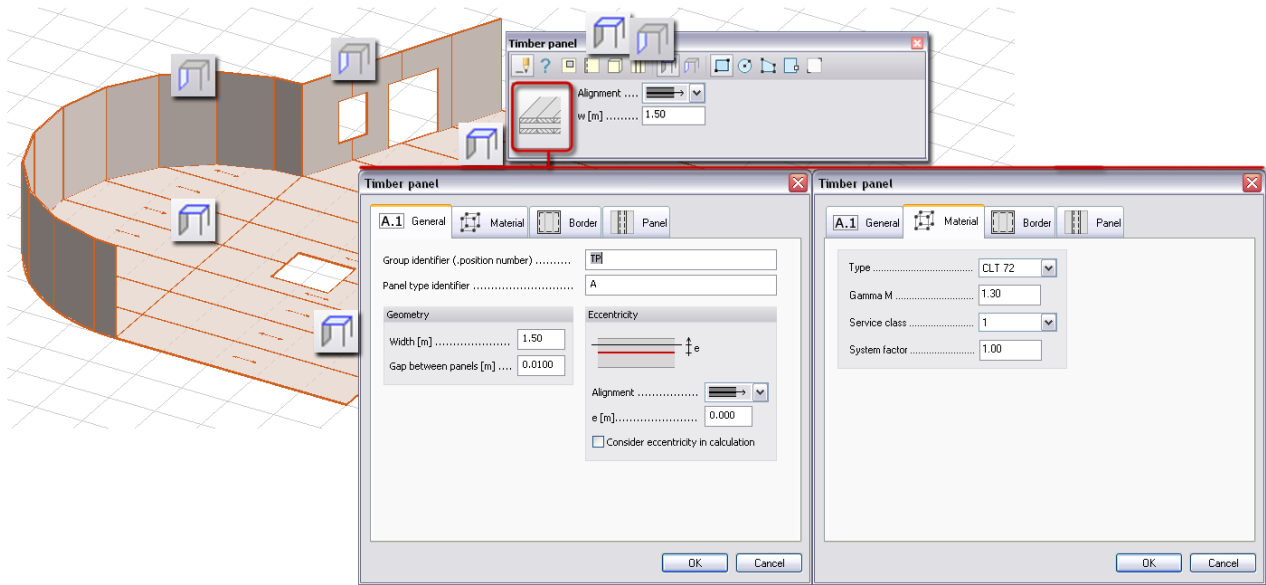 Timber panel
?
Alignment ....
w [m] ......... 1.50
Timber panel
A.1 General Material Border Panel
Group identifier (.position number) .......... TP
Panel type identifier ............................ A
Geometry
Width [m] ..................... 1.50
Gap between panels [m] .... 0.0100
Eccentricity
e
Alignment .................
e [m]....................... 0.000
Consider eccentricity in calculation
OK Cancel
Timber panel
A.1 General Material Border Panel
Type ................................. CLT 72
Gamma M .......................... 1.30
Service class ...................... 1
System factor ..................... 1.00
OK Cancel